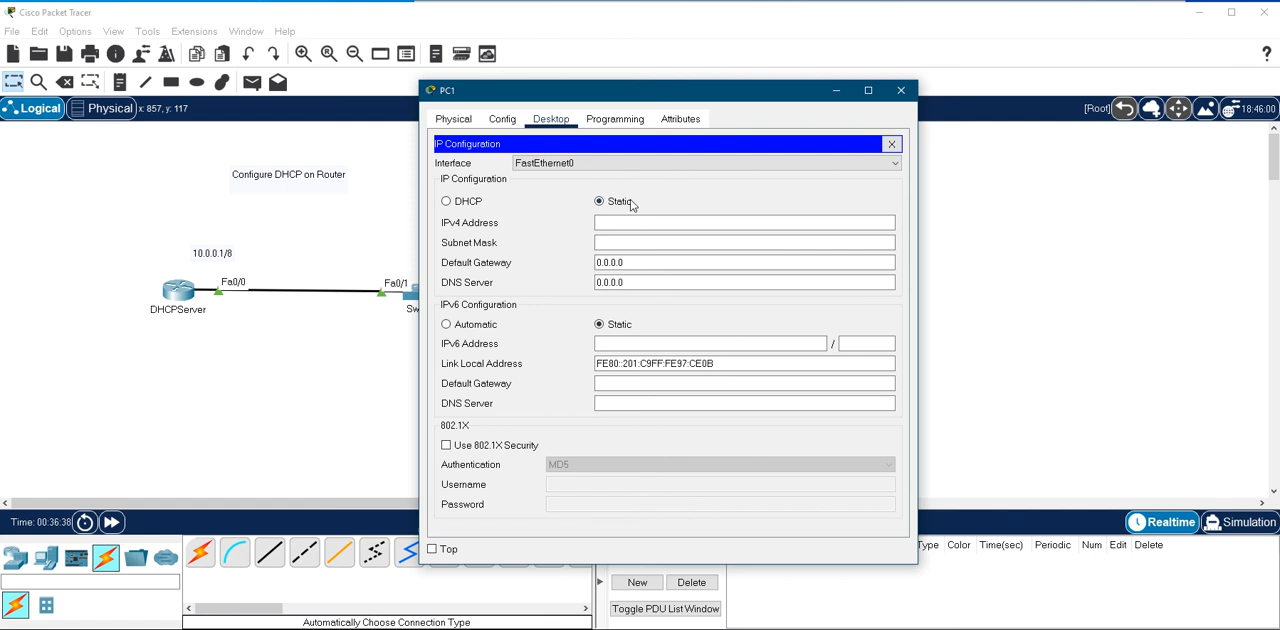 Cisco Packet Tracer
File Edit Options View Tools Extensions Window Help
Logical Physical x: 857, y: 117 [Root] 18:46:00
PC1
Physical Config Desktop Programming Attributes
IP Configuration X
Interface FastEthernet0
IP Configuration
DHCP Static
IPv4 Address
Subnet Mask
Default Gateway 0.0.0.0
DNS Server 0.0.0.0
IPv6 Configuration
Automatic Static
IPv6 Address /
Link Local Address FE80::201:C9FF:FE97:CE0B
Default Gateway
DNS Server
802.1X
Use 802.1X Security
Authentication MD5
Username
Password
Top
Configure DHCP on Router
10.0.0.1/8
Fa0/0 Fa0/1
DHCPServer Sw
Time: 00:36:38 Realtime Simulation
Type Color Time(sec) Periodic Num Edit Delete
New Delete
Toggle PDU List Window
Automatically Choose Connection Type